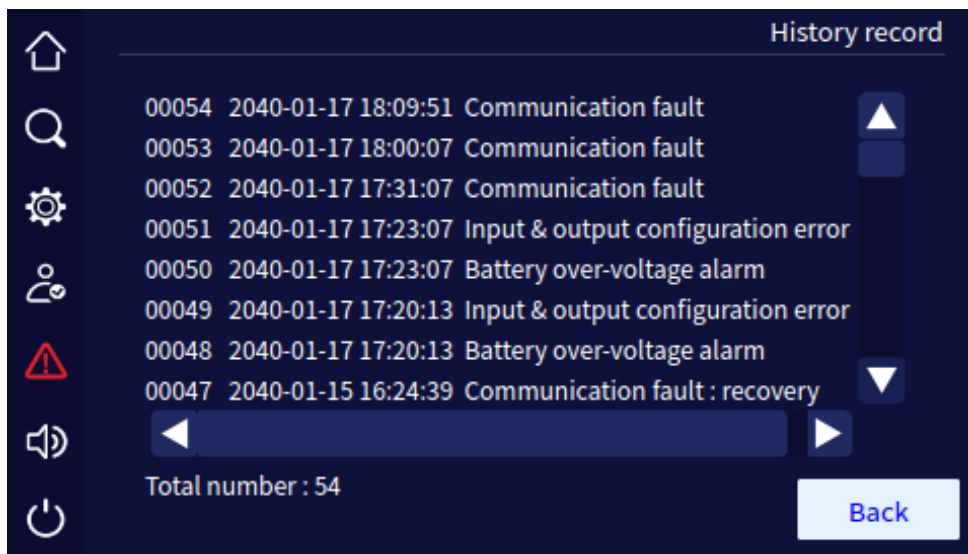 History record
00054 2040-01-17 18:09:51 Communication fault
00053 2040-01-17 18:00:07 Communication fault
00052 2040-01-17 17:31:07 Communication fault
00051 2040-01-17 17:23:07 Input & output configuration error
00050 2040-01-17 17:23:07 Battery over-voltage alarm
00049 2040-01-17 17:20:13 Input & output configuration error
00048 2040-01-17 17:20:13 Battery over-voltage alarm
00047 2040-01-15 16:24:39 Communication fault : recovery
Total number : 54
Back